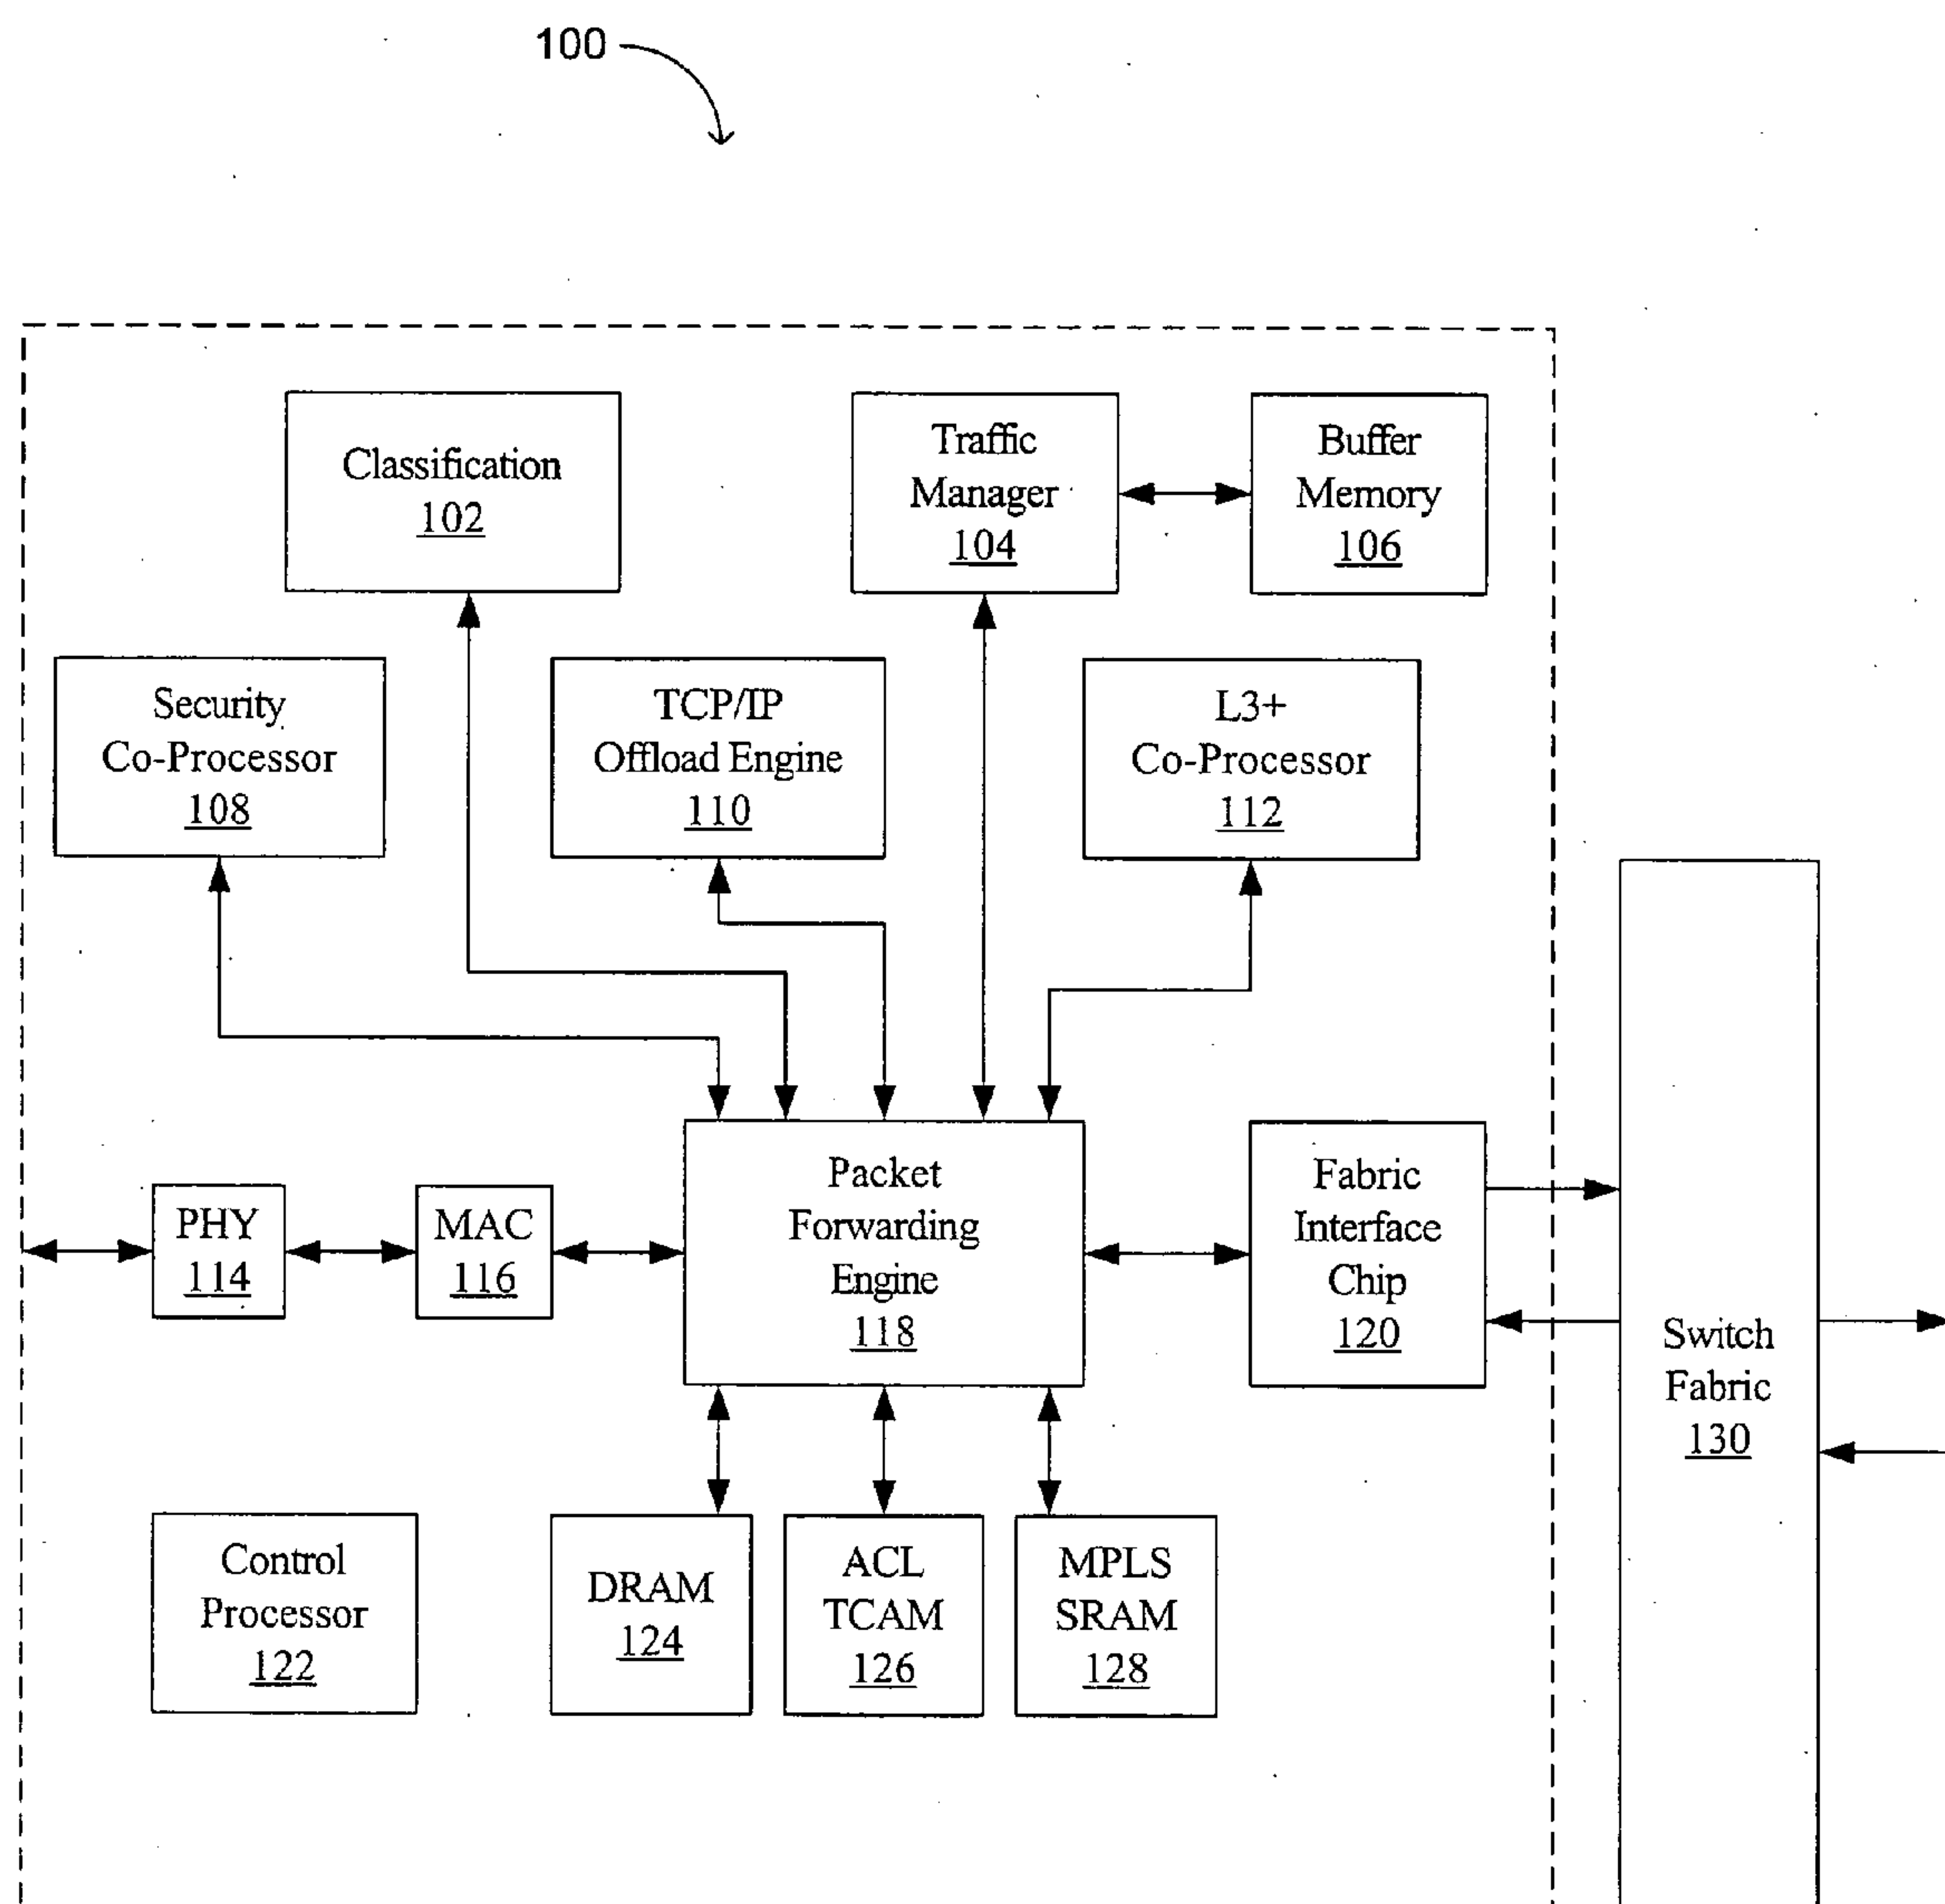 100
Classification
102
Traffic
Manager
104
Buffer
Memory
106
Security
Co-Processor
108
TCP/IP
Offload Engine
110
L3+
Co-Processor
112
PHY
114
MAC
116
Packet
Forwarding
Engine
118
Fabric
Interface
Chip
120
Switch
Fabric
130
Control
Processor
122
DRAM
124
ACL
TCAM
126
MPLS
SRAM
128